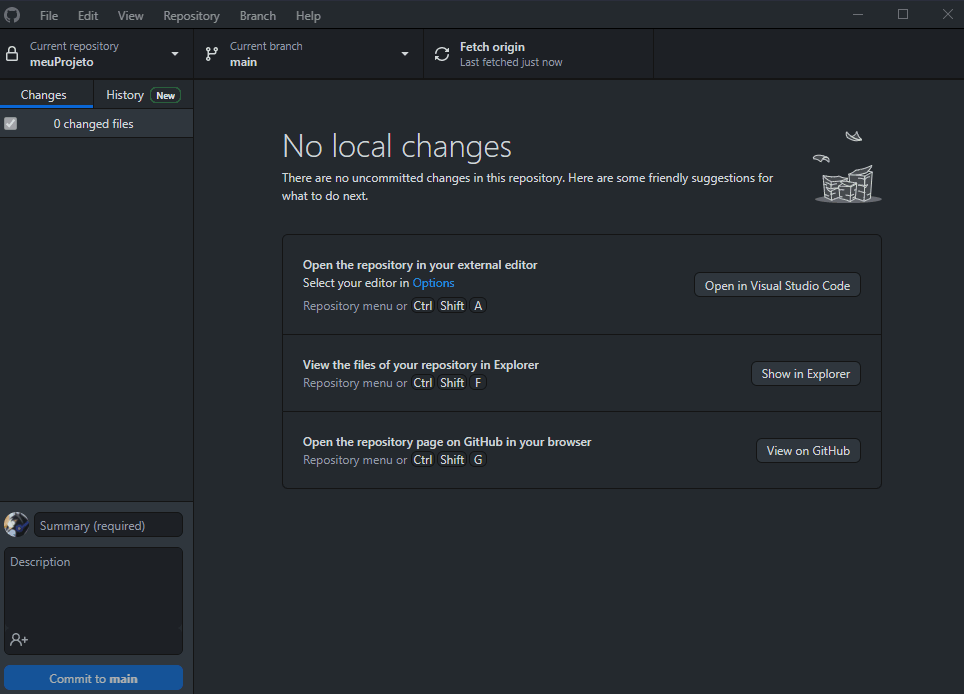 File Edit View Repository Branch Help
Current repository
meuProjeto
Current branch
main
Fetch origin
Last fetched just now
Changes
History New
0 changed files
No local changes
There are no uncommitted changes in this repository. Here are some friendly suggestions for
what to do next.
Open the repository in your external editor
Select your editor in Options
Repository menu or Ctrl Shift A
Open in Visual Studio Code
View the files of your repository in Explorer
Repository menu or Ctrl Shift F
Show in Explorer
Open the repository page on GitHub in your browser
Repository menu or Ctrl Shift G
View on GitHub
Summary (required)
Description
Commit to main